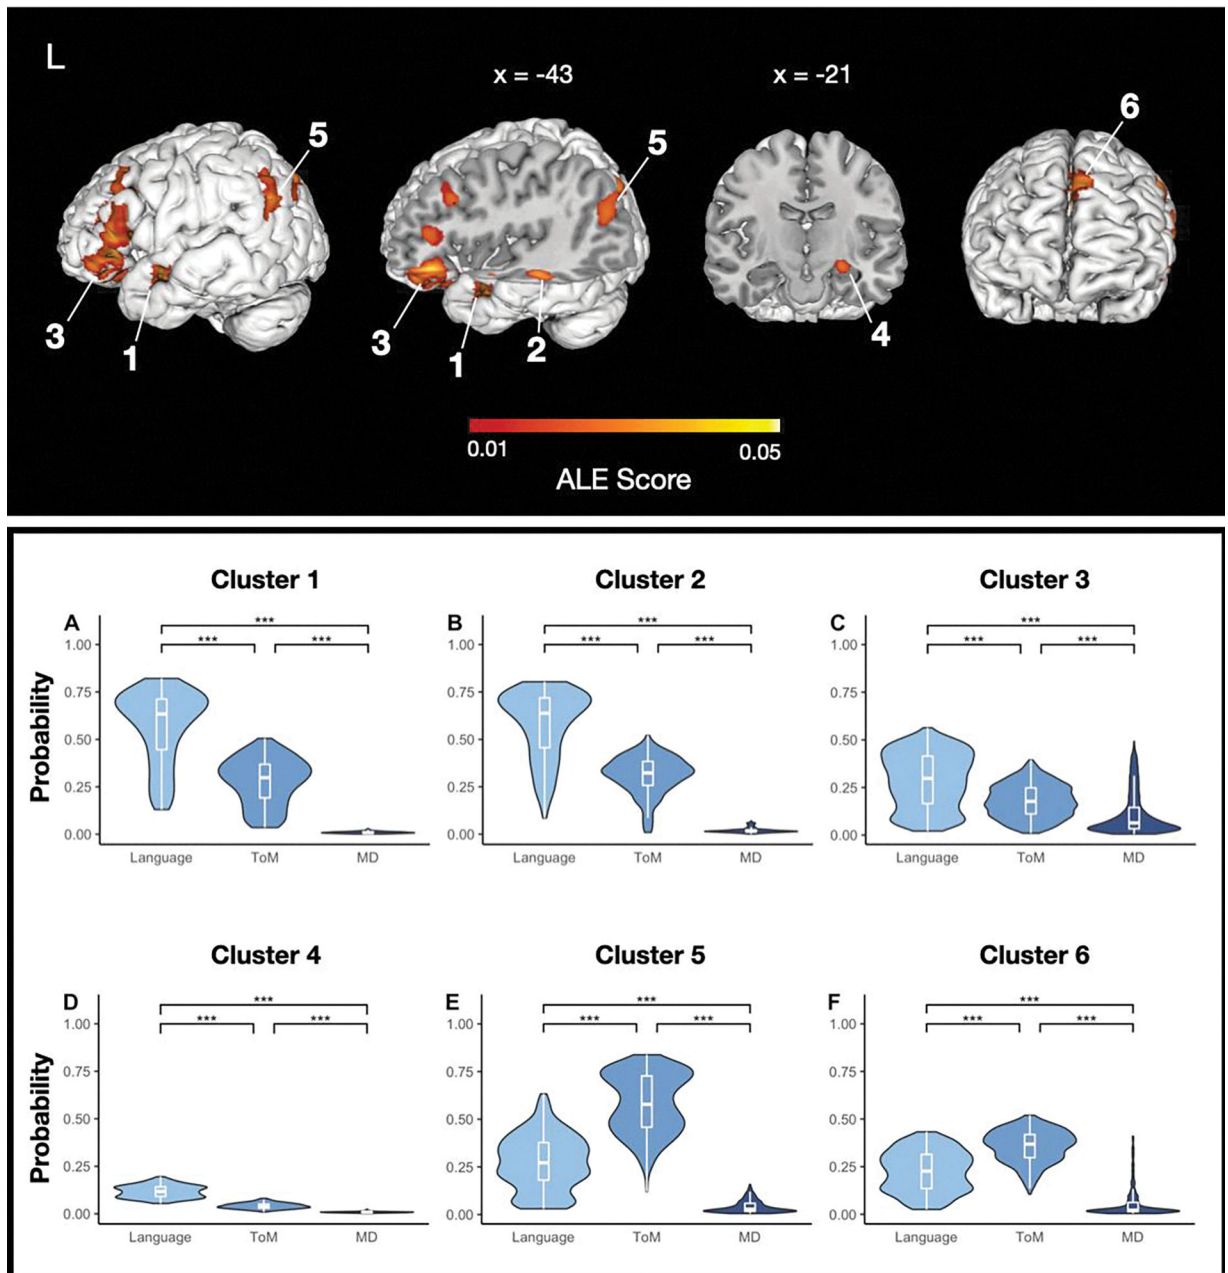 L
x = -43
x = -21
6
5
5
3
1
3
1
2
4
0.01
0.05
ALE Score
Cluster 1
Cluster 2
Cluster 3
A
B
C
***
***
***
***
***
***
***
***
***
Probability
1.00
0.75
0.50
0.25
0.00
1.00
0.75
0.50
0.25
0.00
1.00
0.75
0.50
0.25
0.00
Language ToM MD
Language ToM MD
Language ToM MD
Cluster 4
Cluster 5
Cluster 6
D
E
F
***
***
***
***
***
***
***
***
***
Probability
1.00
0.75
0.50
0.25
0.00
1.00
0.75
0.50
0.25
0.00
1.00
0.75
0.50
0.25
0.00
Language ToM MD
Language ToM MD
Language ToM MD